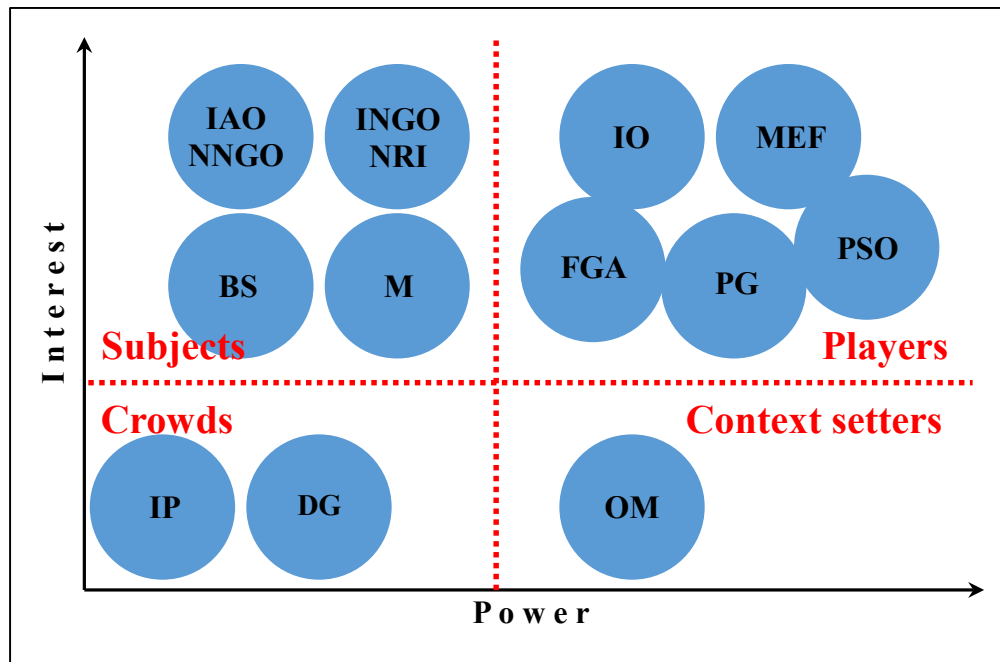 IAO
NNGO
INGO
NRI
IO
MEF
BS
M
FGA
PG
PSO
Subjects
Players
Crowds
Context setters
IP
DG
OM
Interest
Power